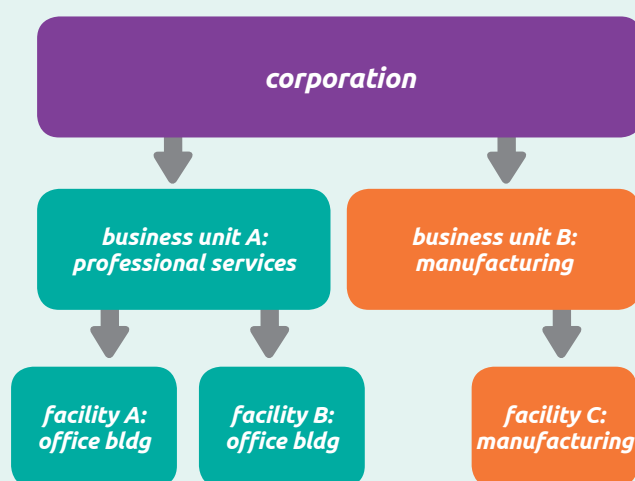 corporation
business unit A:
professional services
business unit B:
manufacturing
facility A:
office bldg
facility B:
office bldg
facility C:
manufacturing